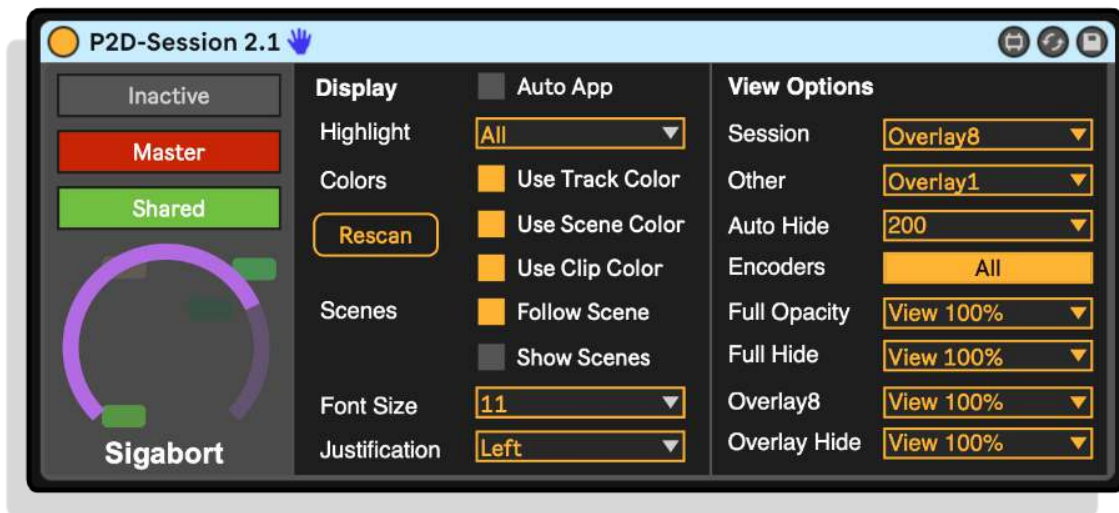 P2D-Session 2.1
Inactive
Master
Shared
Sigabort
Display
Auto App
Highlight
All
Colors
Use Track Color
Rescan
Use Scene Color
Use Clip Color
Scenes
Follow Scene
Show Scenes
Font Size
11
Justification
Left
View Options
Session
Overlay8
Other
Overlay1
Auto Hide
200
Encoders
All
Full Opacity
View 100%
Full Hide
View 100%
Overlay8
View 100%
Overlay Hide
View 100%